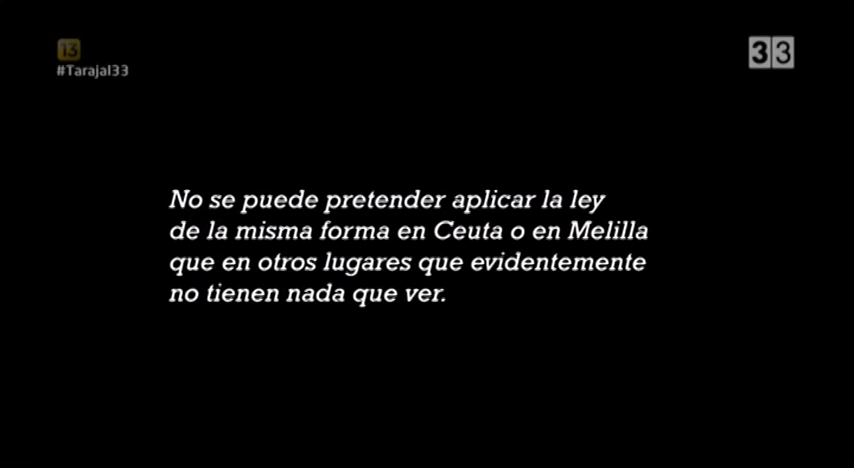 13
33
#Tarajal33
No se puede pretender aplicar la ley
de la misma forma en Ceuta o en Melilla
que en otros lugares que evidentemente
no tienen nada que ver.